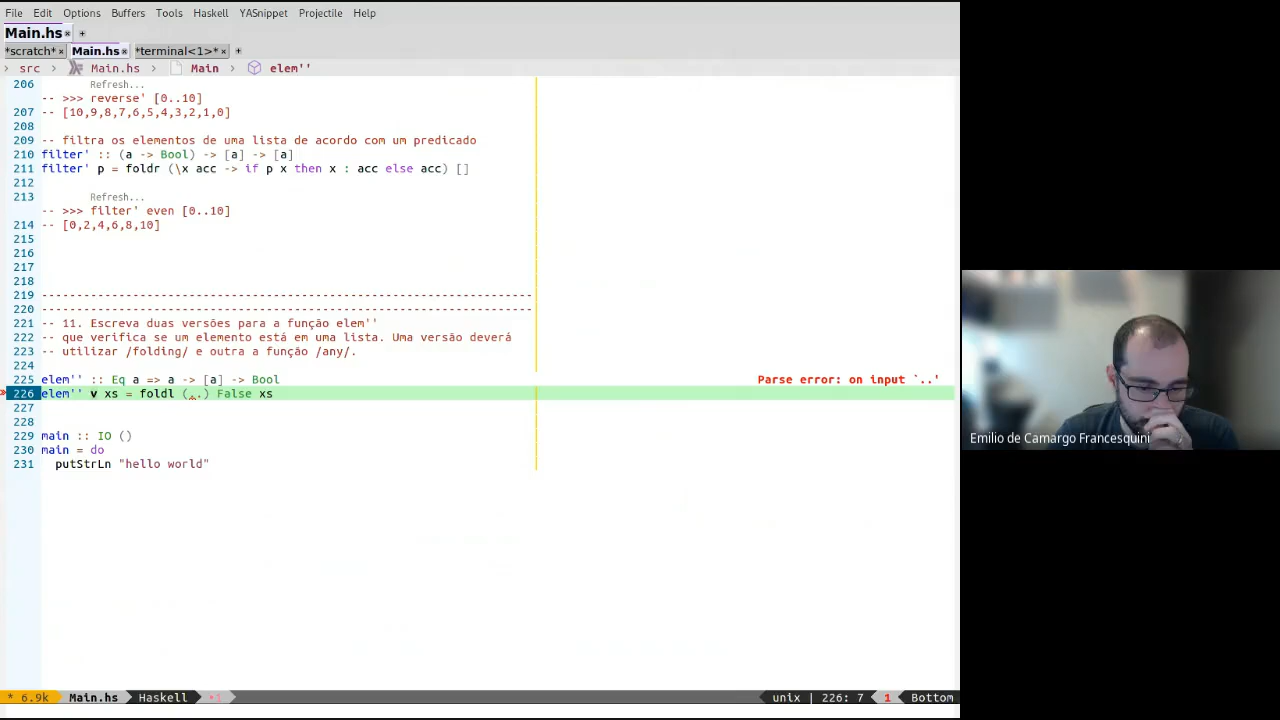 File Edit Options Buffers Tools Haskell YASnippet Projectile Help
Main.hs × +
*scratch* × Main.hs × *terminal<1>* × +
> src > Main.hs > Main > elem''
206 Refresh...
-- >>> reverse' [0..10]
207 -- [10,9,8,7,6,5,4,3,2,1,0]
208
209 -- filtra os elementos de uma lista de acordo com um predicado
210 filter' :: (a -> Bool) -> [a] -> [a]
211 filter' p = foldr (\x acc -> if p x then x : acc else acc) []
212
213 Refresh...
-- >>> filter' even [0..10]
214 -- [0,2,4,6,8,10]
215
216
217
218
219 ----------------------------------------------------------------------
220 ----------------------------------------------------------------------
221 -- 11. Escreva duas versões para a função elem''
222 -- que verifica se um elemento está em uma lista. Uma versão deverá
223 -- utilizar /folding/ e outra a função /any/.
224
225 elem'' :: Eq a => a -> [a] -> Bool Parse error: on input `..'
226 elem'' v xs = foldl (..) False xs
227
228
229 main :: IO ()
230 main = do
231 putStrLn "hello world"
Emilio de Camargo Francesquini
* 6.9k Main.hs Haskell •1 unix | 226: 7 1 Bottom